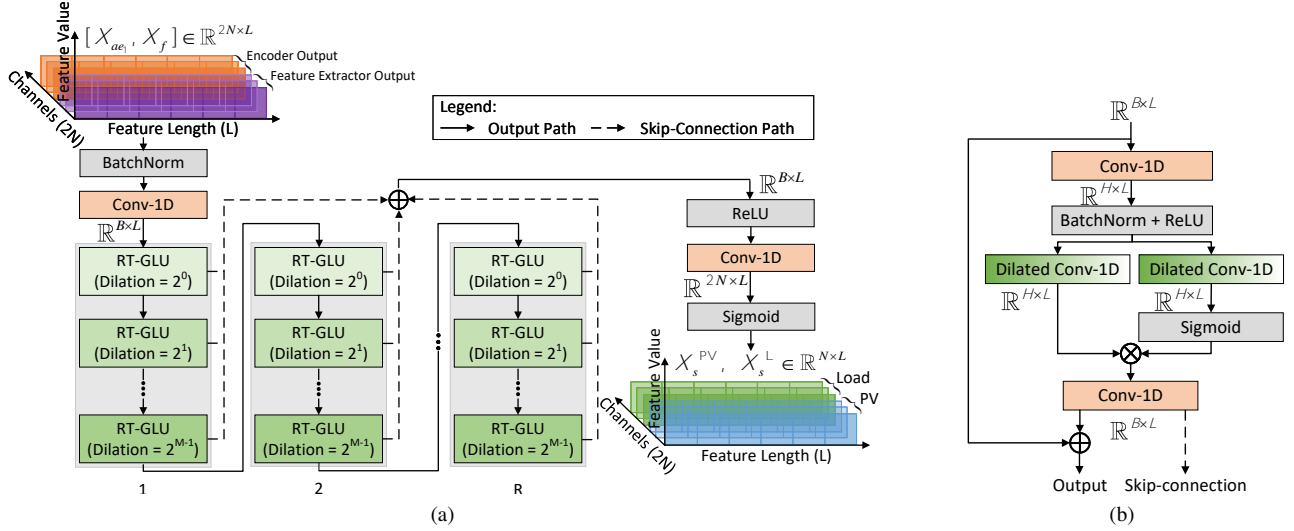 [ X_{ae_1}, X_f ] ∈ ℝ^{2N×L}
Feature Value
Encoder Output
Feature Extractor Output
Channels (2N)
Feature Length (L)
Legend:
Output Path
Skip-Connection Path
BatchNorm
Conv-1D
ℝ^{B×L}
RT-GLU
(Dilation = 2^0)
RT-GLU
(Dilation = 2^1)
RT-GLU
(Dilation = 2^{M-1})
1
RT-GLU
(Dilation = 2^0)
RT-GLU
(Dilation = 2^1)
RT-GLU
(Dilation = 2^{M-1})
2
RT-GLU
(Dilation = 2^0)
RT-GLU
(Dilation = 2^1)
RT-GLU
(Dilation = 2^{M-1})
R
ℝ^{B×L}
ReLU
Conv-1D
ℝ^{2N×L}
Sigmoid
X_s^{PV}, X_s^L ∈ ℝ^{N×L}
Feature Value
Load
PV
Channels (2N)
Feature Length (L)
(a)
ℝ^{B×L}
Conv-1D
ℝ^{H×L}
BatchNorm + ReLU
Dilated Conv-1D
Dilated Conv-1D
ℝ^{H×L}
ℝ^{H×L}
Sigmoid
Conv-1D
ℝ^{B×L}
Output
Skip-connection
(b)